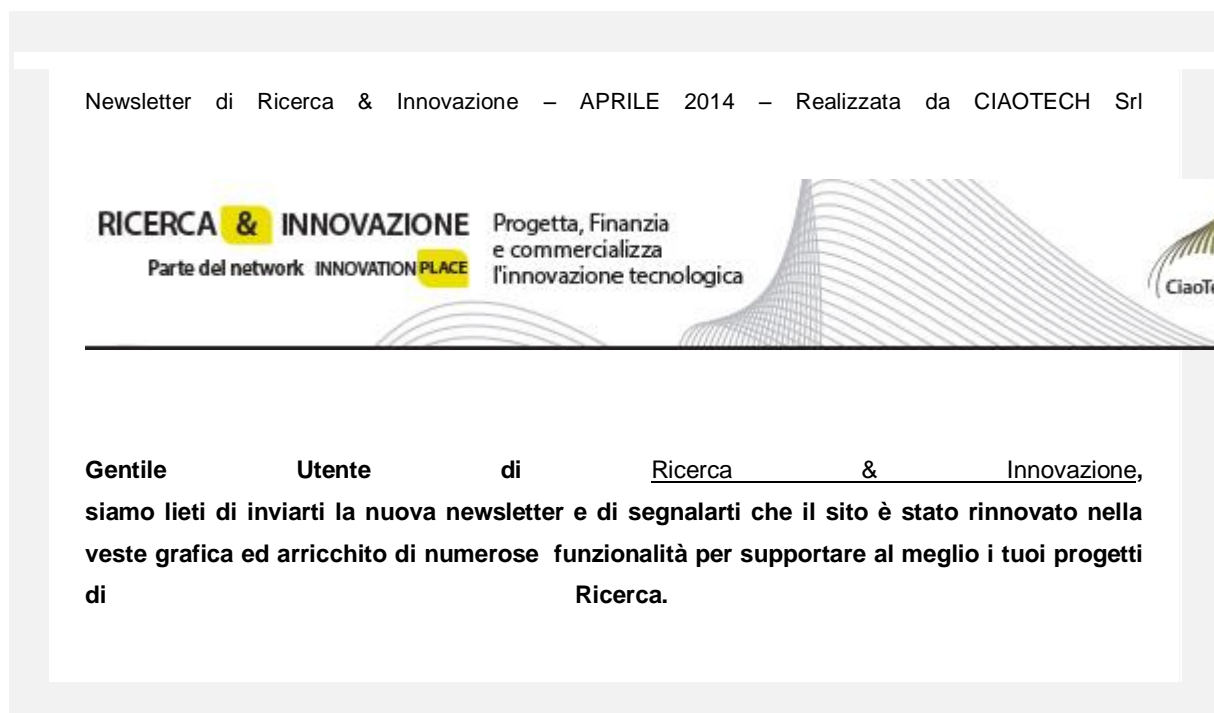 Newsletter di Ricerca & Innovazione – APRILE 2014 – Realizzata da CIAOTECH Srl
RICERCA & INNOVAZIONE
Parte del network INNOVATION PLACE
Progetta, Finanzia
e commercializza
l'innovazione tecnologica
CiaoTe
Gentile Utente di Ricerca & Innovazione,
siamo lieti di inviarti la nuova newsletter e di segnalarti che il sito è stato rinnovato nella
veste grafica ed arricchito di numerose funzionalità per supportare al meglio i tuoi progetti
di Ricerca.